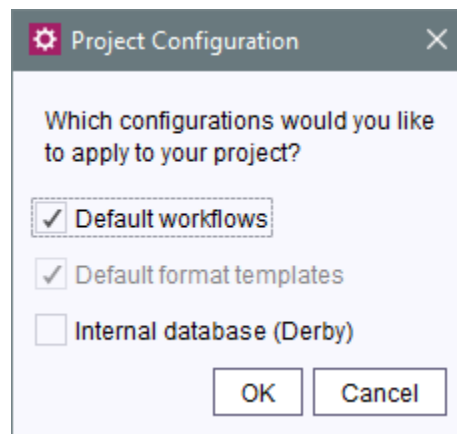 Project Configuration
Which configurations would you like
to apply to your project?
Default workflows
Default format templates
Internal database (Derby)
OK
Cancel